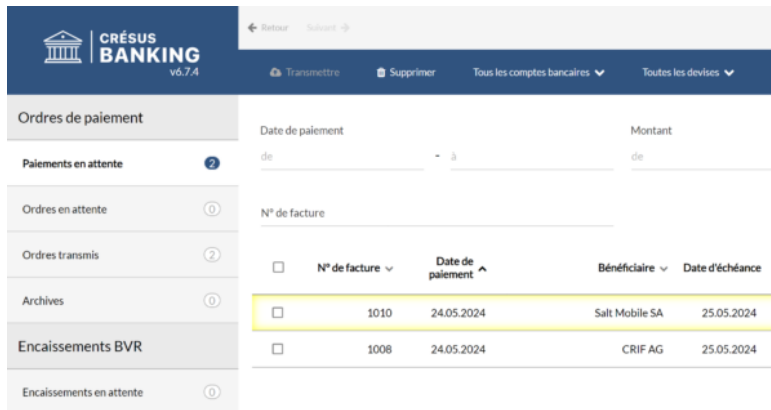 CRÉSUS
BANKING
v6.7.4
Retour Suivant
Transmettre Supprimer Tous les comptes bancaires Toutes les devises
Ordres de paiement
Paiements en attente 2
Ordres en attente 0
Ordres transmis 2
Archives 0
Encaissements BVR
Encaissements en attente 0
Date de paiement Montant
de - à de
N° de facture
N° de facture Date de paiement Bénéficiaire Date d'échéance
1010 24.05.2024 Salt Mobile SA 25.05.2024
1008 24.05.2024 CRIF AG 25.05.2024